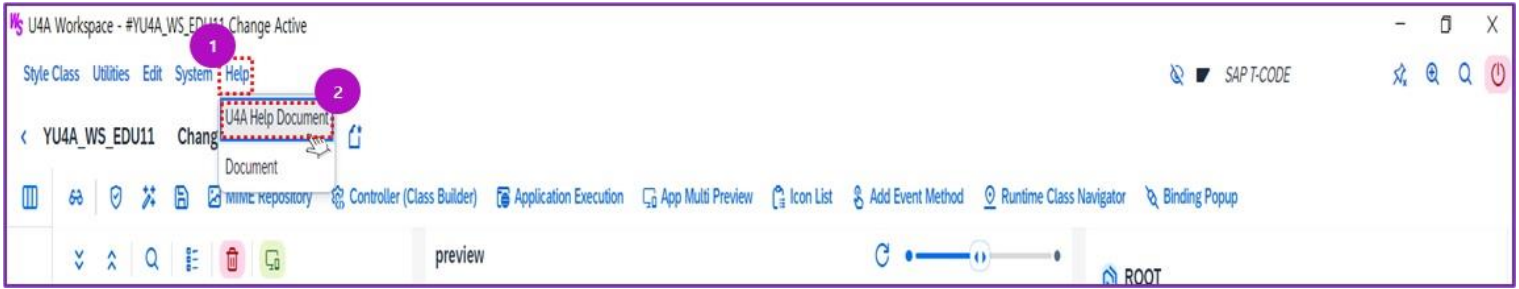 U4A Workspace - #YU4A_WS_EDU11 Change Active
1
Style Class Utilities Edit System Help
SAP T-CODE
2
U4A Help Document
YU4A_WS_EDU11 Chang
Document
MIME Repository Controller (Class Builder) Application Execution App Multi Preview Icon List Add Event Method Runtime Class Navigator Binding Popup
preview
ROOT